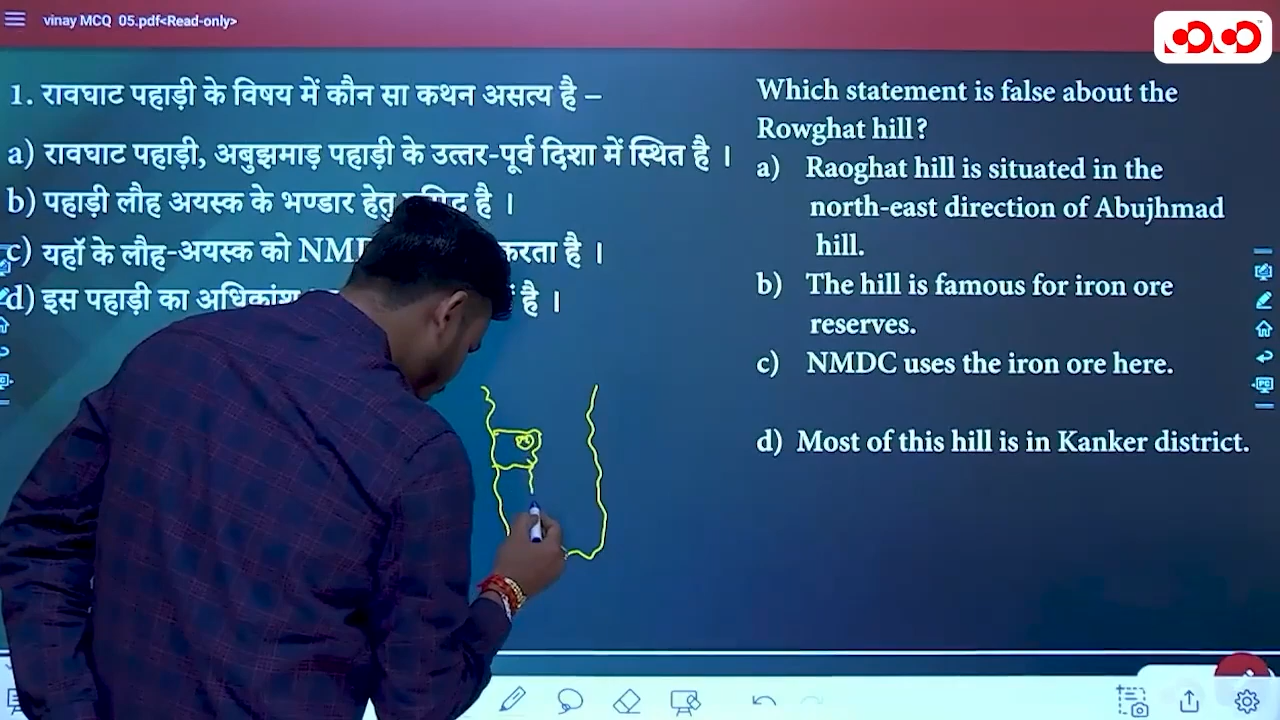 vinay MCQ 05.pdf<Read-only>
1. रावघाट पहाड़ी के विषय में कौन सा कथन असत्य है –
a) रावघाट पहाड़ी, अबुझमाड़ पहाड़ी के उत्तर-पूर्व दिशा में स्थित है ।
b) पहाड़ी लौह अयस्क के भण्डार हेतु है ।
c) यहाॅ के लौह-अयस्क को करता है ।
d) इस पहाड़ी का अधिकांश है ।
Which statement is false about the
Rowghat hill?
a) Raoghat hill is situated in the
north-east direction of Abujhmad
hill.
b) The hill is famous for iron ore
reserves.
c) NMDC uses the iron ore here.
d) Most of this hill is in Kanker district.